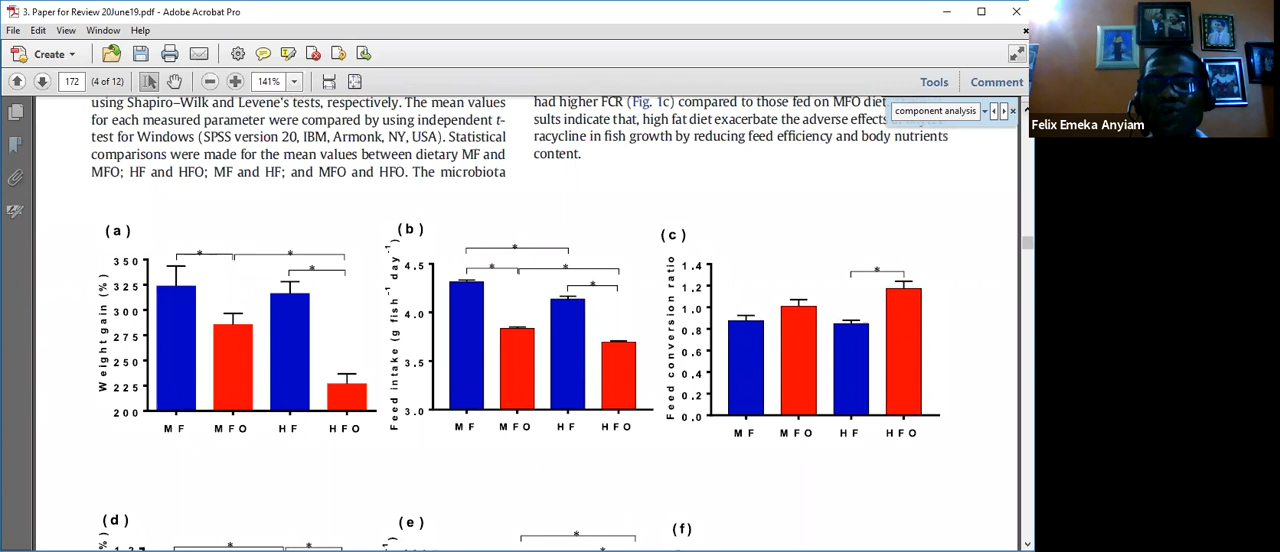 3. Paper for Review 20June19.pdf - Adobe Acrobat Pro
File Edit View Window Help
Create
172 (4 of 12) 141% Tools Comment
component analysis
Felix Emeka Anyiam
using Shapiro–Wilk and Levene's tests, respectively. The mean values
for each measured parameter were compared by using independent t-
test for Windows (SPSS version 20, IBM, Armonk, NY, USA). Statistical
comparisons were made for the mean values between dietary MF and
MFO; HF and HFO; MF and HF; and MFO and HFO. The microbiota
had higher FCR (Fig. 1c) compared to those fed on MFO
sults indicate that, high fat diet exacerbate the adverse effects
racycline in fish growth by reducing feed efficiency and body nutrients
content.
(a)
Weight gain (%)
350
325
300
275
250
225
200
* * *
MF MFO HF HFO
(b)
Feed intake (g fish⁻¹ day⁻¹)
4.5
4.0
3.5
3.0
* * * *
MF MFO HF HFO
(c)
Feed conversion ratio
1.4
1.2
1.0
0.8
0.6
0.4
0.2
0.0
*
MF MFO HF HFO
(d)
* *
(e)
*
*
(f)